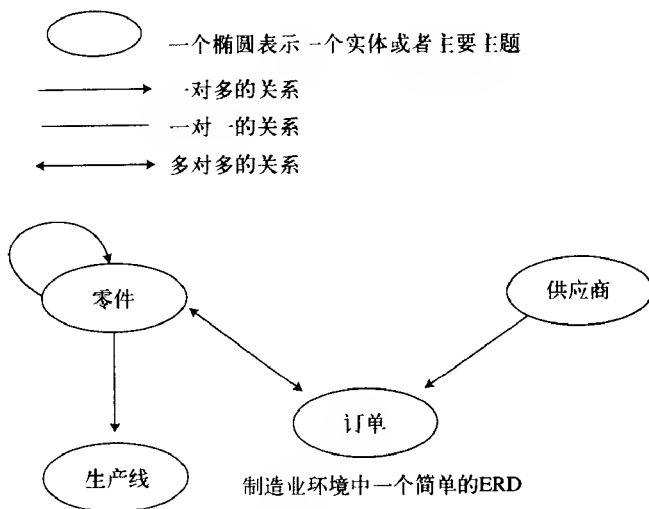 一个椭圆表示一个实体或者主要主题
一对多的关系
一对一的关系
多对多的关系
零件
供应商
订单
生产线
制造业环境中一个简单的ERD